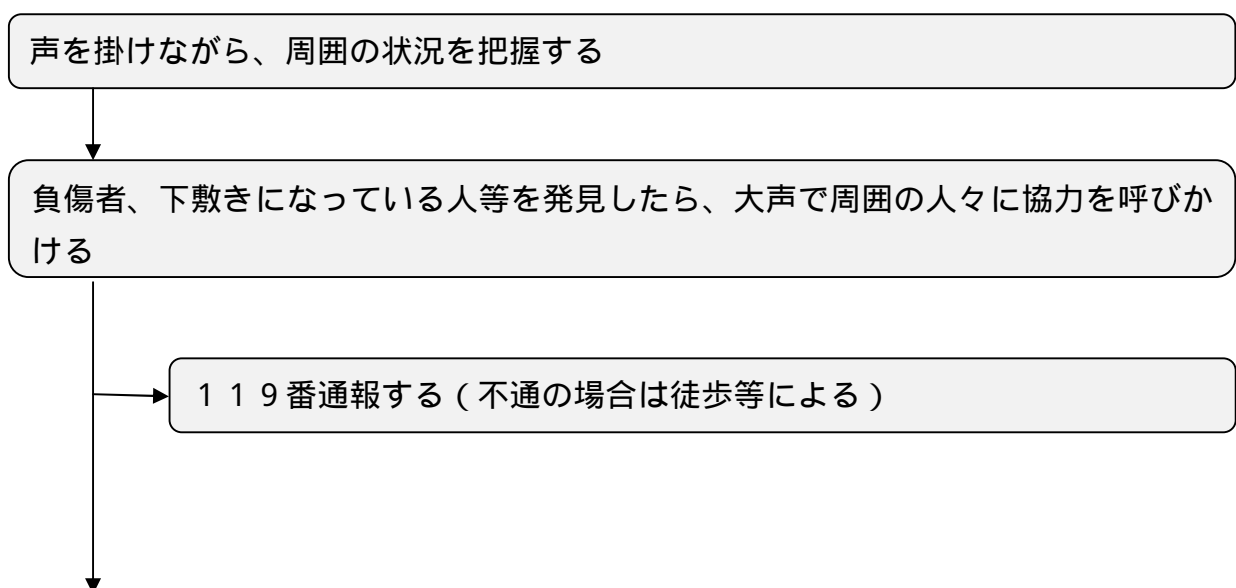 声を掛けながら、周囲の状況を把握する
負傷者、下敷きになっている人等を発見したら、大声で周囲の人々に協力を呼びか
ける
１１９番通報する（不通の場合は徒歩等による）